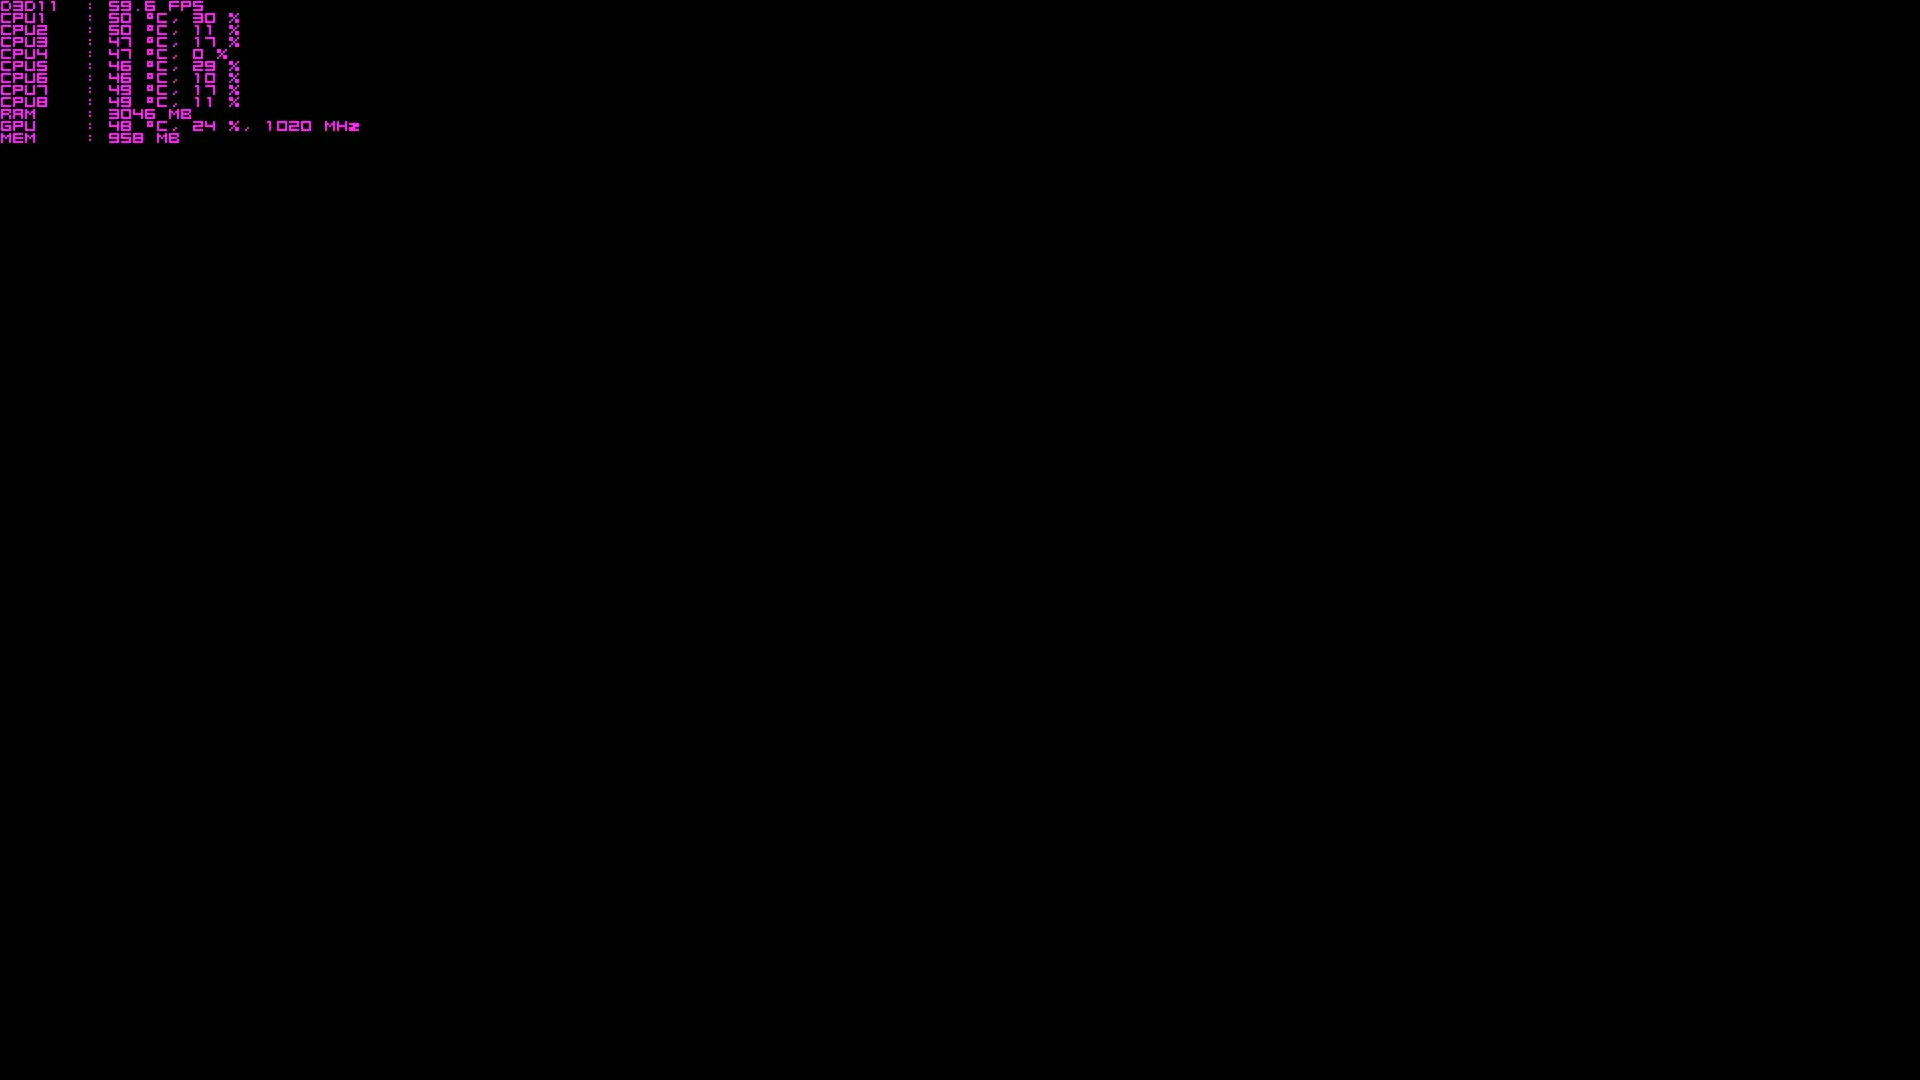 D3D11 : 59.6 FPS
CPU1 : 50 °C, 30 %
CPU2 : 50 °C, 11 %
CPU3 : 47 °C, 17 %
CPU4 : 47 °C, 0 %
CPU5 : 46 °C, 29 %
CPU6 : 46 °C, 10 %
CPU7 : 49 °C, 17 %
CPU8 : 49 °C, 11 %
RAM : 3046 MB
GPU : 48 °C, 24 %, 1020 MHz
MEM : 958 MB